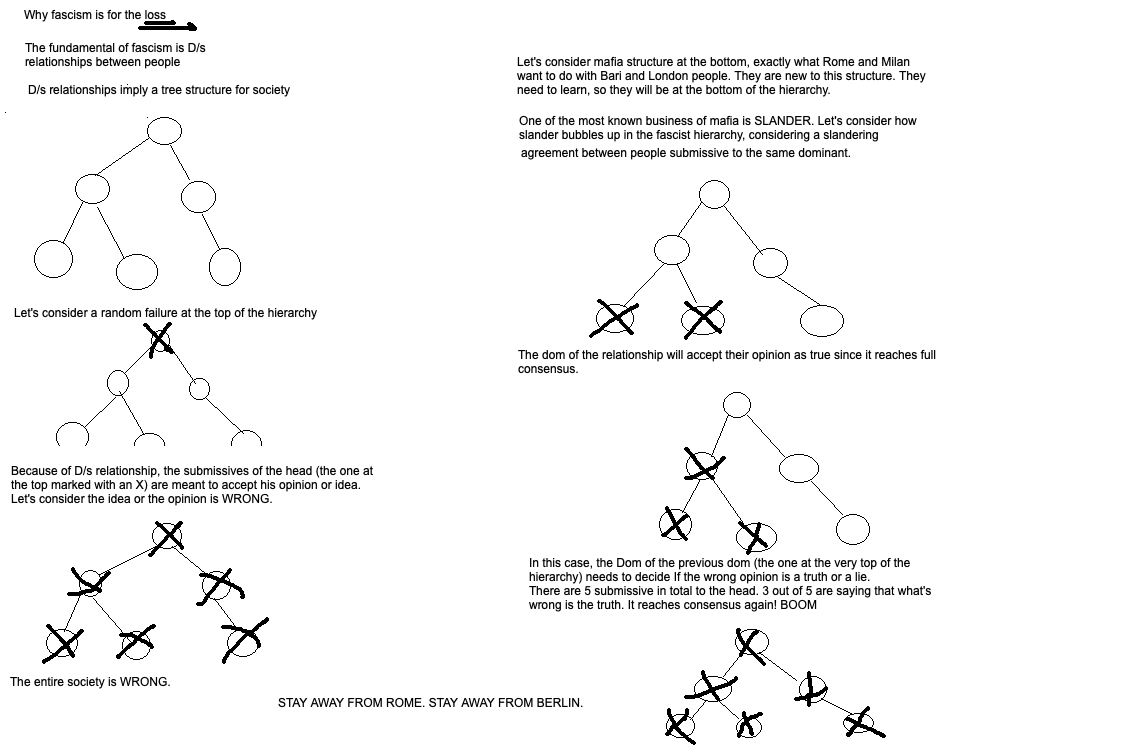 Why fascism is for the loss
The fundamental of fascism is D/s
relationships between people
D/s relationships imply a tree structure for society
Let's consider a random failure at the top of the hierarchy
Because of D/s relationship, the submissives of the head (the one at
the top marked with an X) are meant to accept his opinion or idea.
Let's consider the idea or the opinion is WRONG.
The entire society is WRONG.
Let's consider mafia structure at the bottom, exactly what Rome and Milan
want to do with Bari and London people. They are new to this structure. They
need to learn, so they will be at the bottom of the hierarchy.
One of the most known business of mafia is SLANDER. Let's consider how
slander bubbles up in the fascist hierarchy, considering a slandering
agreement between people submissive to the same dominant.
The dom of the relationship will accept their opinion as true since it reaches full
consensus.
In this case, the Dom of the previous dom (the one at the very top of the
hierarchy) needs to decide If the wrong opinion is a truth or a lie.
There are 5 submissive in total to the head. 3 out of 5 are saying that what's
wrong is the truth. It reaches consensus again! BOOM
STAY AWAY FROM ROME. STAY AWAY FROM BERLIN.